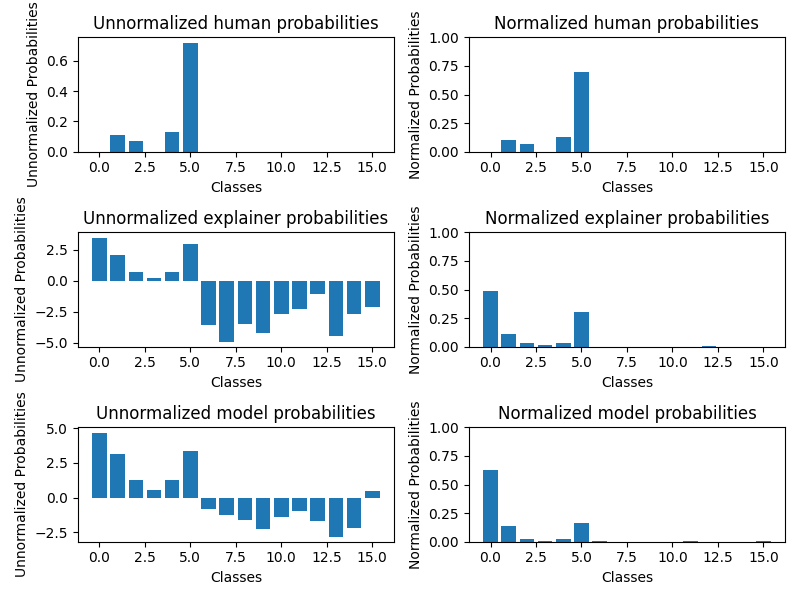 Unnormalized human probabilities
Unnormalized Probabilities
0.6
0.4
0.2
0.0
0.0 2.5 5.0 7.5 10.0 12.5 15.0
Classes
Normalized human probabilities
Normalized Probabilities
1.00
0.75
0.50
0.25
0.00
0.0 2.5 5.0 7.5 10.0 12.5 15.0
Classes
Unnormalized explainer probabilities
Unnormalized Probabilities
2.5
0.0
−2.5
−5.0
0.0 2.5 5.0 7.5 10.0 12.5 15.0
Classes
Normalized explainer probabilities
Normalized Probabilities
1.00
0.75
0.50
0.25
0.00
0.0 2.5 5.0 7.5 10.0 12.5 15.0
Classes
Unnormalized model probabilities
Unnormalized Probabilities
5.0
2.5
0.0
−2.5
0.0 2.5 5.0 7.5 10.0 12.5 15.0
Classes
Normalized model probabilities
Normalized Probabilities
1.00
0.75
0.50
0.25
0.00
0.0 2.5 5.0 7.5 10.0 12.5 15.0
Classes